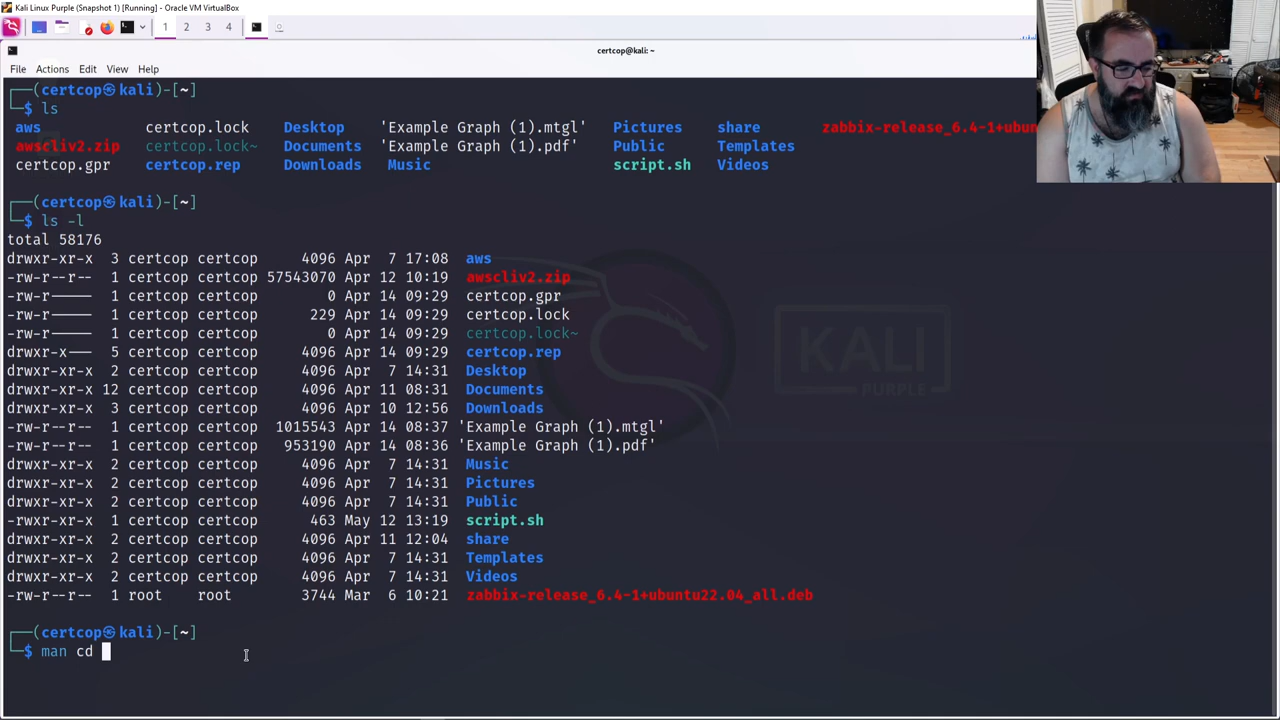 Kali Linux Purple (Snapshot 1) [Running] - Oracle VM VirtualBox
1 2 3 4
certcop@kali: ~
File Actions Edit View Help
┌──(certcop㉿kali)-[~]
└─$ ls
aws certcop.lock Desktop 'Example Graph (1).mtgl' Pictures share zabbix-release_6.4-1+ubun
awscliv2.zip certcop.lock~ Documents 'Example Graph (1).pdf' Public Templates
certcop.gpr certcop.rep Downloads Music script.sh Videos
┌──(certcop㉿kali)-[~]
└─$ ls -l
total 58176
drwxr-xr-x 3 certcop certcop 4096 Apr 7 17:08 aws
-rw-r--r-- 1 certcop certcop 57543070 Apr 12 10:19 awscliv2.zip
-rw-r----- 1 certcop certcop 0 Apr 14 09:29 certcop.gpr
-rw-r----- 1 certcop certcop 229 Apr 14 09:29 certcop.lock
-rw-r----- 1 certcop certcop 0 Apr 14 09:29 certcop.lock~
drwxr-x--- 5 certcop certcop 4096 Apr 14 09:29 certcop.rep
drwxr-xr-x 2 certcop certcop 4096 Apr 7 14:31 Desktop
drwxr-xr-x 12 certcop certcop 4096 Apr 11 08:31 Documents
drwxr-xr-x 3 certcop certcop 4096 Apr 10 12:56 Downloads
-rw-r--r-- 1 certcop certcop 1015543 Apr 14 08:37 'Example Graph (1).mtgl'
-rw-r--r-- 1 certcop certcop 953190 Apr 14 08:36 'Example Graph (1).pdf'
drwxr-xr-x 2 certcop certcop 4096 Apr 7 14:31 Music
drwxr-xr-x 2 certcop certcop 4096 Apr 7 14:31 Pictures
drwxr-xr-x 2 certcop certcop 4096 Apr 7 14:31 Public
-rwxr-xr-x 1 certcop certcop 463 May 12 13:19 script.sh
drwxr-xr-x 2 certcop certcop 4096 Apr 11 12:04 share
drwxr-xr-x 2 certcop certcop 4096 Apr 7 14:31 Templates
drwxr-xr-x 2 certcop certcop 4096 Apr 7 14:31 Videos
-rw-r--r-- 1 root root 3744 Mar 6 10:21 zabbix-release_6.4-1+ubuntu22.04_all.deb
┌──(certcop㉿kali)-[~]
└─$ man cd
KALI
PURPLE